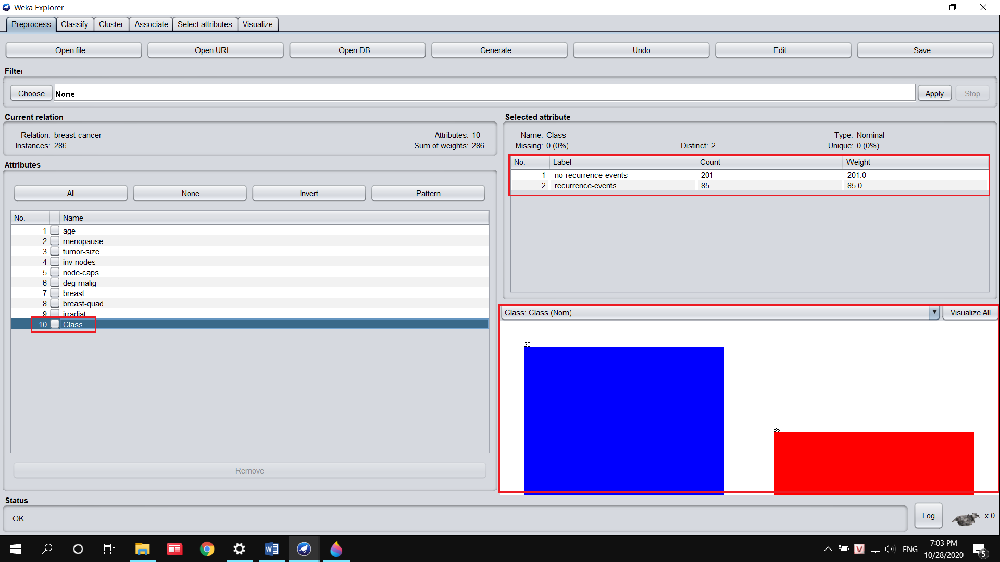 Weka Explorer
Preprocess Classify Cluster Associate Select attributes Visualize
Open file... Open URL... Open DB... Generate... Undo Edit... Save...
Filter
Choose None Apply Stop
Current relation
Relation: breast-cancer Attributes: 10
Instances: 286 Sum of weights: 286
Attributes
All None Invert Pattern
No. Name
1 age
2 menopause
3 tumor-size
4 inv-nodes
5 node-caps
6 deg-malig
7 breast
8 breast-quad
9 irradiat
10 Class
Remove
Selected attribute
Name: Class Type: Nominal
Missing: 0 (0%) Distinct: 2 Unique: 0 (0%)
No. Label Count Weight
1 no-recurrence-events 201 201.0
2 recurrence-events 85 85.0
Class: Class (Nom) Visualize All
201
85
Status
OK
Log x 0
ENG
7:03 PM
10/28/2020
5